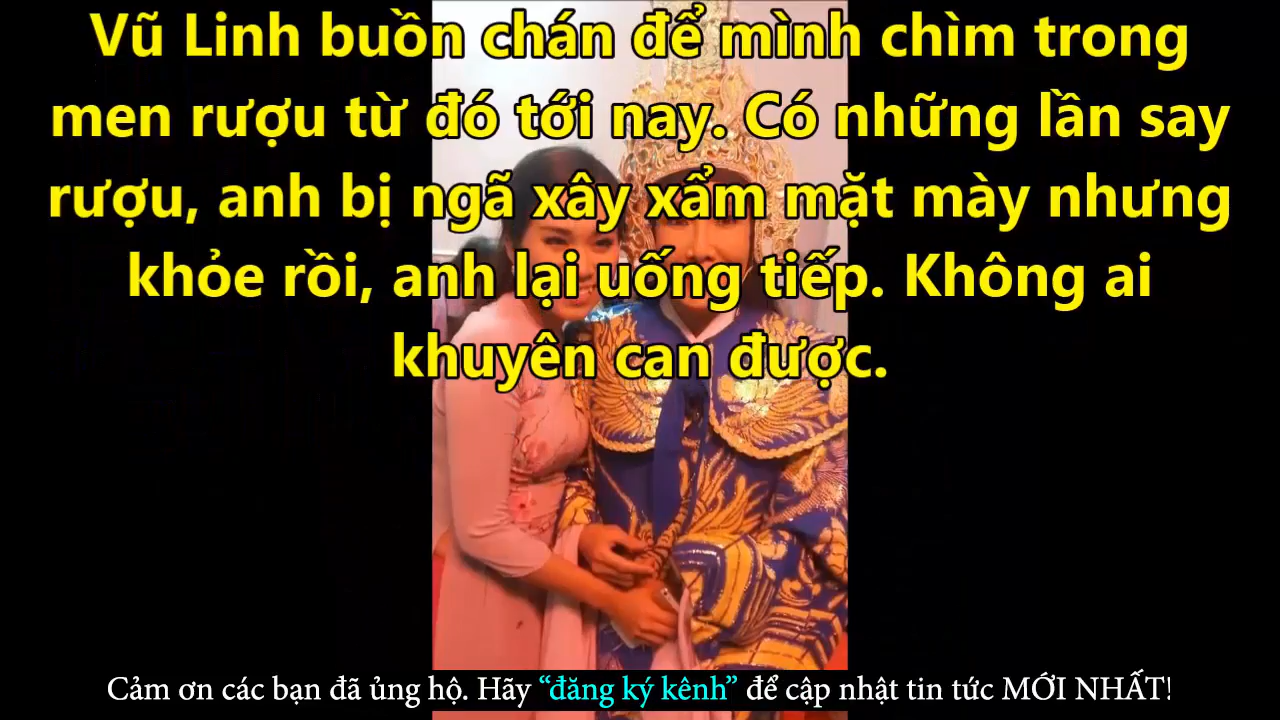 Vũ Linh buồn chán để mình chìm trong
men rượu từ đó tới nay. Có những lần say
rượu, anh bị ngã xây xẩm mặt mày nhưng
khỏe rồi, anh lại uống tiếp. Không ai
khuyên can được.
Cảm ơn các bạn đã ủng hộ. Hãy “đăng ký kênh” để cập nhật tin tức MỚI NHẤT!